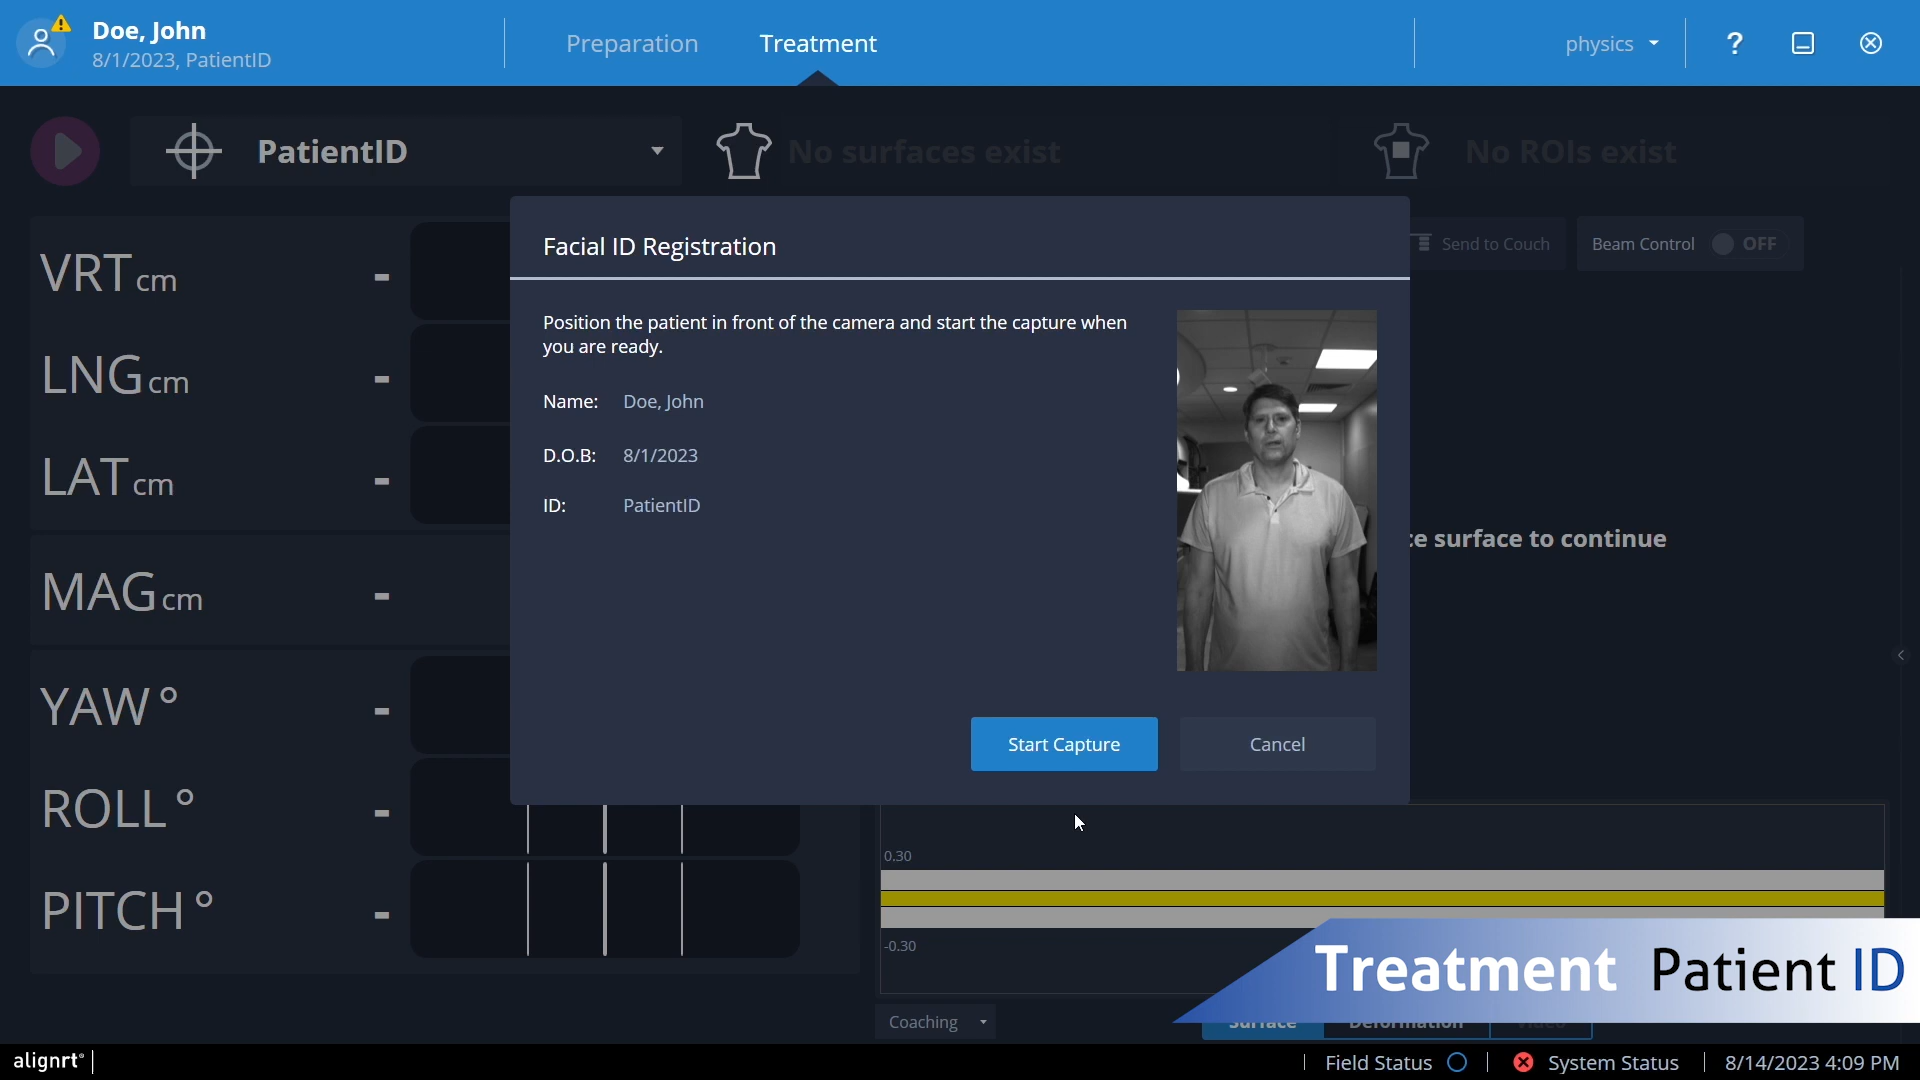 Doe, John
8/1/2023, PatientID
Preparation
Treatment
physics
?
PatientID
No surfaces exist
No ROIs exist
VRT cm -
LNG cm -
LAT cm -
MAG cm -
YAW ° -
ROLL ° -
PITCH ° -
Send to Couch
Beam Control
OFF
Facial ID Registration
Position the patient in front of the camera and start the capture when
you are ready.
Name: Doe, John
D.O.B: 8/1/2023
ID: PatientID
Start Capture
Cancel
surface to continue
0.30
-0.30
Treatment Patient ID
Coaching
Surface
Deformation
Video
alignrt
Field Status
System Status
8/14/2023 4:09 PM